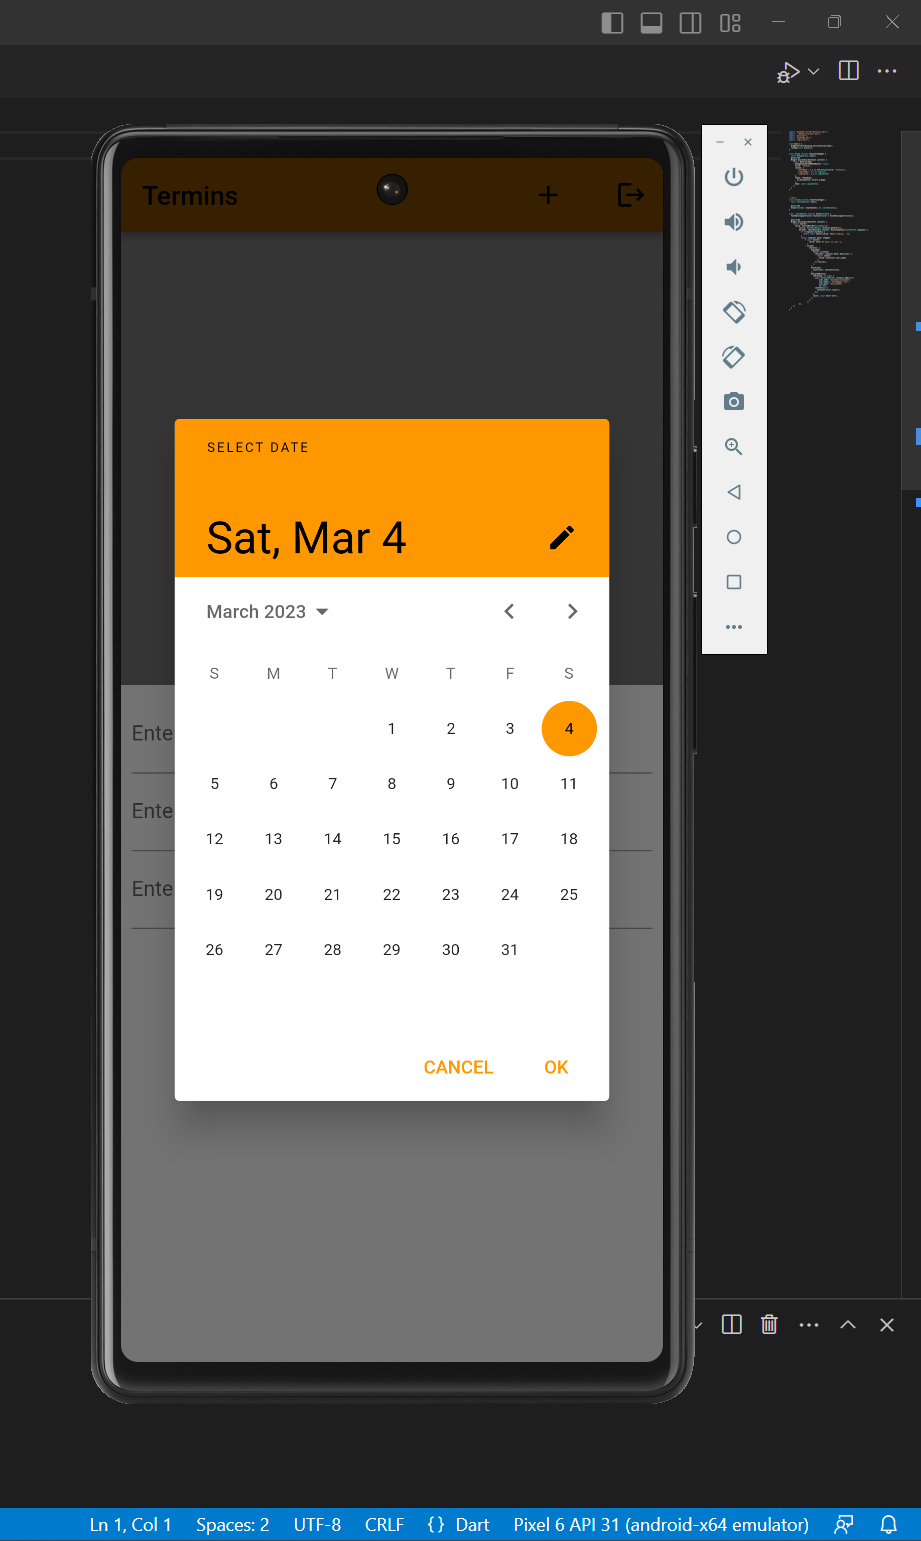 Termins
SELECT DATE
Sat, Mar 4
March 2023
S M T W T F S
1 2 3 4
5 6 7 8 9 10 11
12 13 14 15 16 17 18
19 20 21 22 23 24 25
26 27 28 29 30 31
Ente
Ente
Ente
CANCEL OK
Ln 1, Col 1 Spaces: 2 UTF-8 CRLF {} Dart Pixel 6 API 31 (android-x64 emulator)